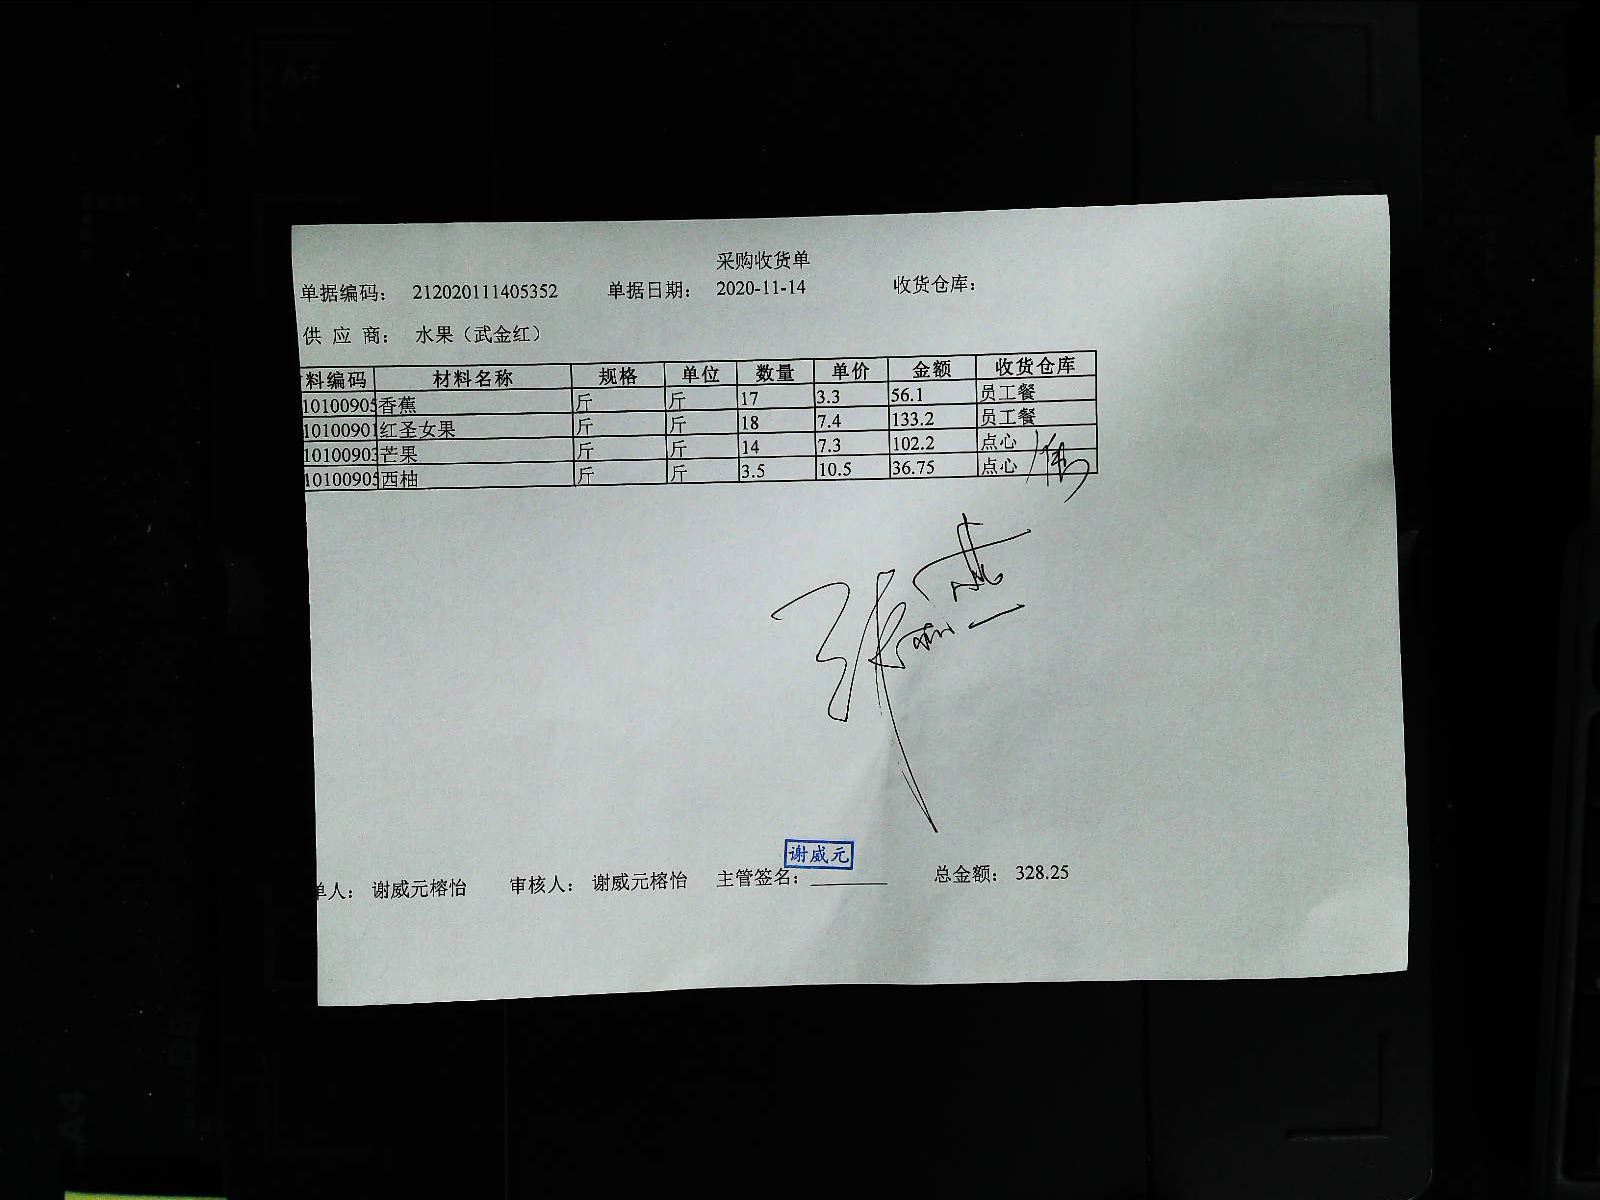 采购收货单
单据编码： 212020111405352 单据日期： 2020-11-14 收货仓库：
供 应 商： 水果（武金红）
料编码 材料名称 规格 单位 数量 单价 金额 收货仓库
10100905 香蕉 斤 斤 17 3.3 56.1 员工餐
10100901 红圣女果 斤 斤 18 7.4 133.2 员工餐
10100903 芒果 斤 斤 14 7.3 102.2 点心
10100905 西柚 斤 斤 3.5 10.5 36.75 点心
谢威元
单人： 谢威元榕怡 审核人： 谢威元榕怡 主管签名：________ 总金额： 328.25